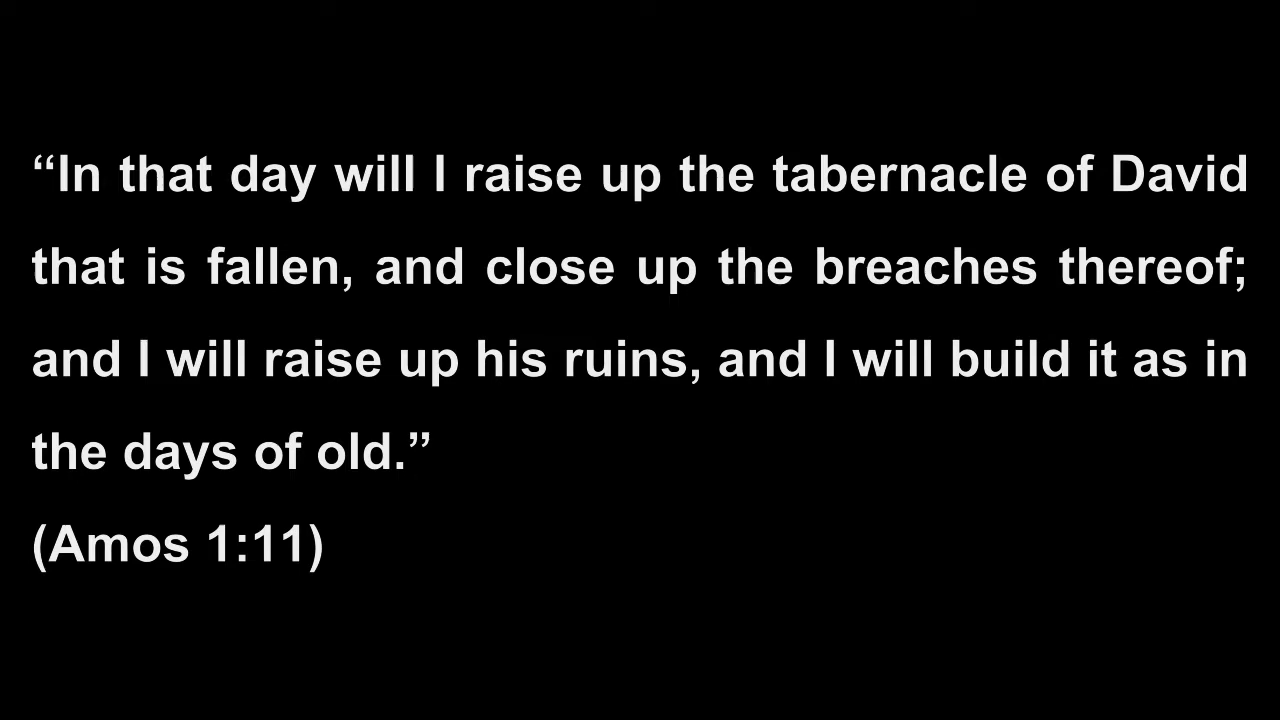 “In that day will I raise up the tabernacle of David
that is fallen, and close up the breaches thereof;
and I will raise up his ruins, and I will build it as in
the days of old.”
(Amos 1:11)